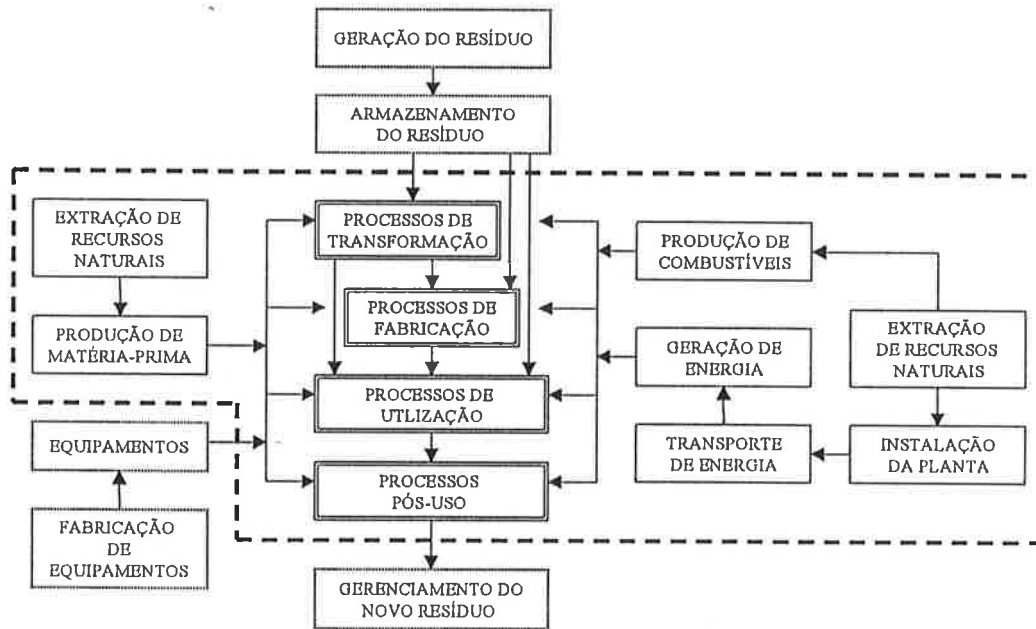 GERAÇÃO DO RESÍDUO
ARMAZENAMENTO
DO RESÍDUO
EXTRAÇÃO DE
RECURSOS
NATURAIS
PROCESSOS DE
TRANSFORMAÇÃO
PRODUÇÃO DE
COMBUSTÍVEIS
PROCESSOS DE
FABRICAÇÃO
PRODUÇÃO DE
MATÉRIA-PRIMA
GERAÇÃO DE
ENERGIA
EXTRAÇÃO
DE RECURSOS
NATURAIS
PROCESSOS DE
UTLIZAÇÃO
EQUIPAMENTOS
TRANSPORTE
DE ENERGIA
INSTALAÇÃO
DA PLANTA
PROCESSOS
PÓS-USO
FABRICAÇÃO
DE
EQUIPAMENTOS
GERENCIAMENTO DO
NOVO RESÍDUO